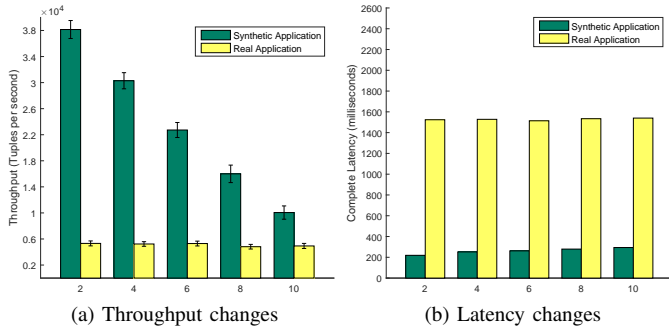 ×10⁴
Synthetic Application
Real Application
Throughput (Tuples per second)
3.8
3.4
3
2.6
2.2
1.8
1.4
1
0.6
0.2
2 4 6 8 10
(a) Throughput changes
Synthetic Application
Real Application
Complete Latency (milliseconds)
2600
2400
2200
2000
1800
1600
1400
1200
1000
800
600
400
200
0
2 4 6 8 10
(b) Latency changes